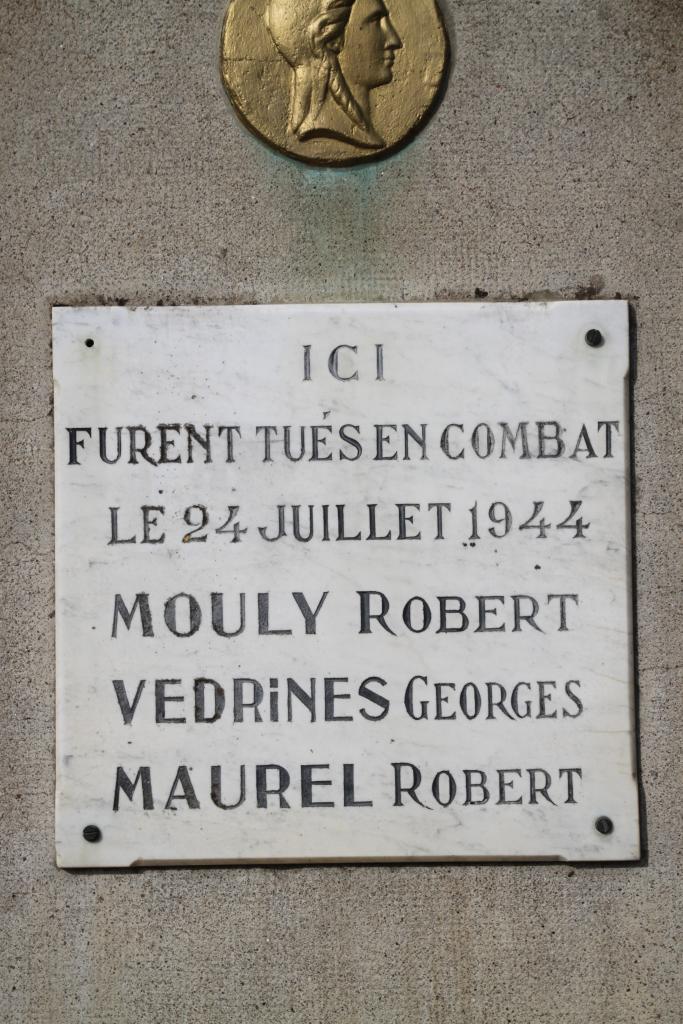 ICI
FURENT TUÉS EN COMBAT
LE 24 JUILLET 1944
MOULY ROBERT
VEDRiNES GEORGES
MAUREL ROBERT